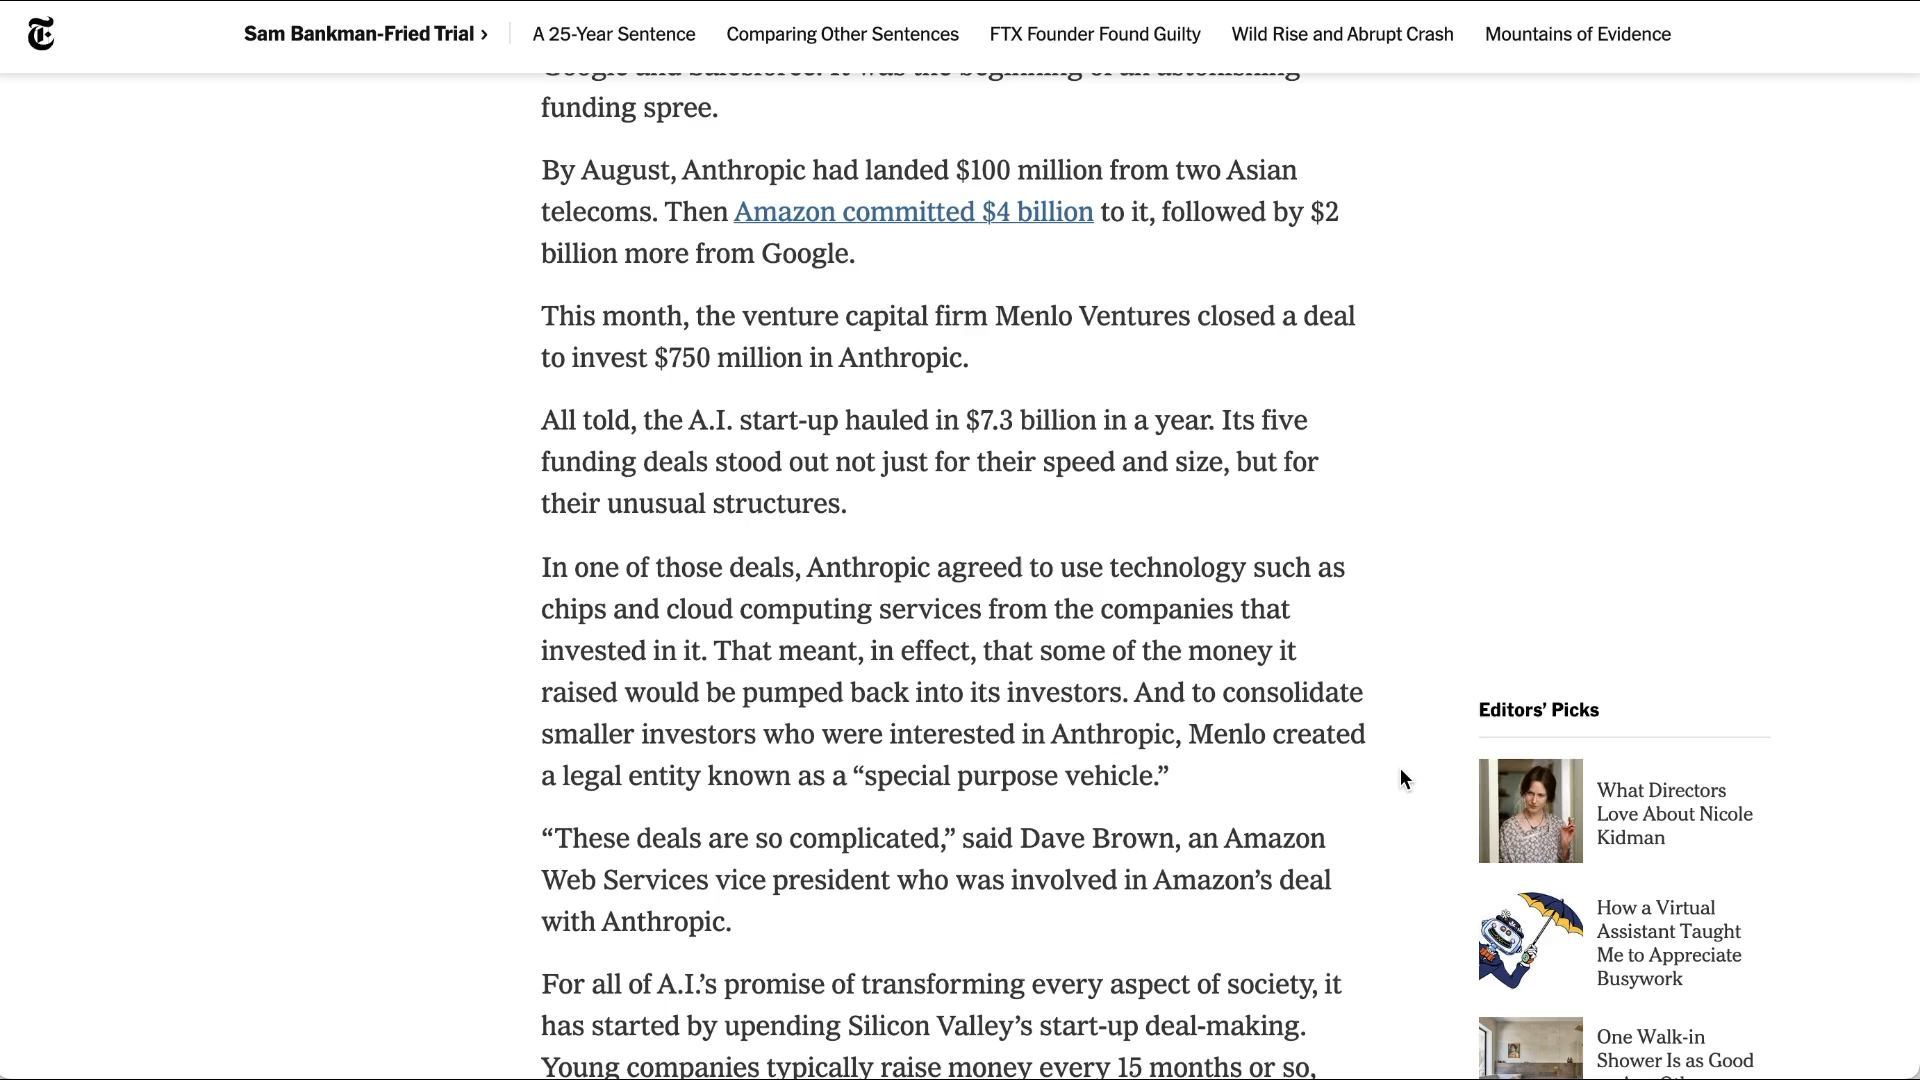 Sam Bankman-Fried Trial ›
A 25-Year Sentence
Comparing Other Sentences
FTX Founder Found Guilty
Wild Rise and Abrupt Crash
Mountains of Evidence
Google and Salesforce. It was the beginning of an astonishing
funding spree.
By August, Anthropic had landed $100 million from two Asian
telecoms. Then Amazon committed $4 billion to it, followed by $2
billion more from Google.
This month, the venture capital firm Menlo Ventures closed a deal
to invest $750 million in Anthropic.
All told, the A.I. start-up hauled in $7.3 billion in a year. Its five
funding deals stood out not just for their speed and size, but for
their unusual structures.
In one of those deals, Anthropic agreed to use technology such as
chips and cloud computing services from the companies that
invested in it. That meant, in effect, that some of the money it
raised would be pumped back into its investors. And to consolidate
smaller investors who were interested in Anthropic, Menlo created
a legal entity known as a “special purpose vehicle.”
“These deals are so complicated,” said Dave Brown, an Amazon
Web Services vice president who was involved in Amazon’s deal
with Anthropic.
For all of A.I.’s promise of transforming every aspect of society, it
has started by upending Silicon Valley’s start-up deal-making.
Young companies typically raise money every 15 months or so,
Editors’ Picks
What Directors
Love About Nicole
Kidman
How a Virtual
Assistant Taught
Me to Appreciate
Busywork
One Walk-in
Shower Is as Good